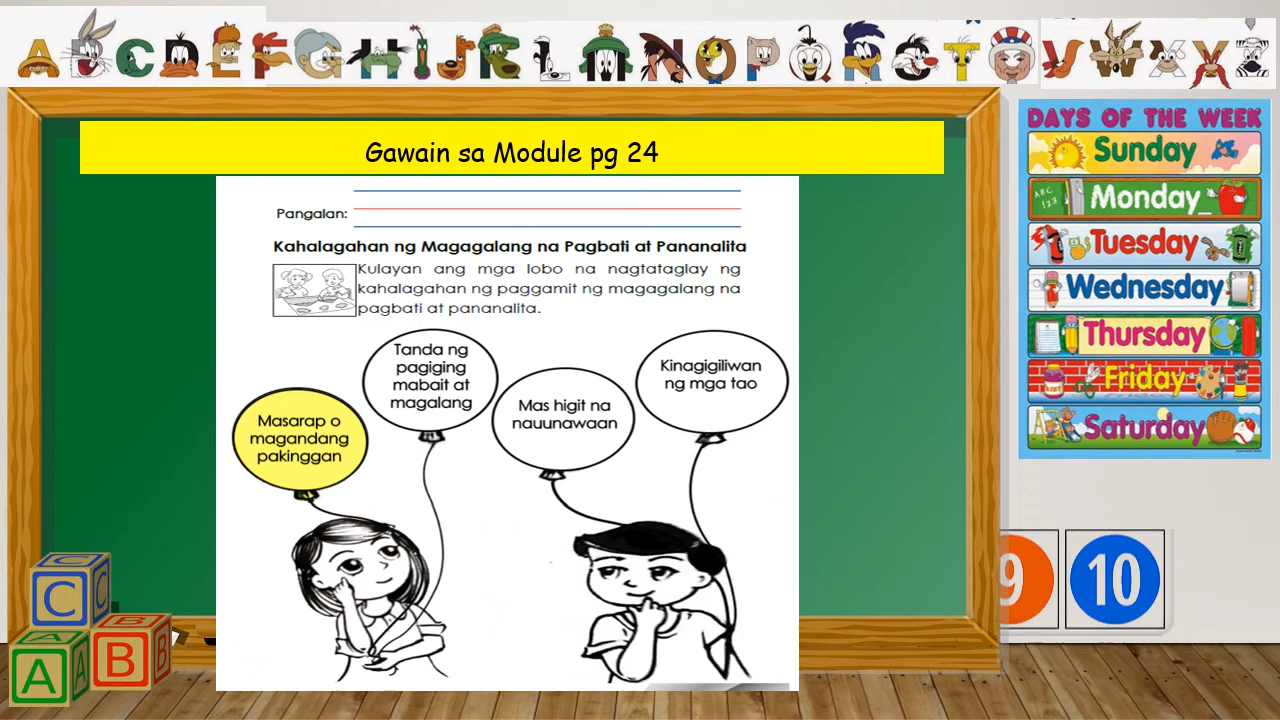 A B C D E F G H I J K L M N O P Q R S T U V W X Y Z
Gawain sa Module pg 24
Pangalan:
Kahalagahan ng Magagalang na Pagbati at Pananalita
Kulayan ang mga lobo na nagtataglay ng
kahalagahan ng paggamit ng magagalang na
pagbati at pananalita.
Masarap o
magandang
pakinggan
Tanda ng
pagiging
mabait at
magalang
Mas higit na
nauunawaan
Kinagigiliwan
ng mga tao
DAYS OF THE WEEK
Sunday
ABC
123
Monday
Tuesday
Wednesday
Thursday
Friday
Saturday
9
10
C
C
C
A
A
A
B
B
B